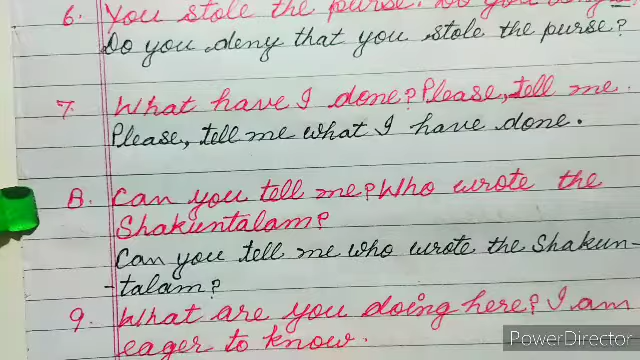 6. You stole the purse. Do you
Do you deny that you stole the purse?
7. What have I done? Please, tell me.
Please, tell me what I have done.
8. Can you tell me? Who wrote the
Shakuntalam?
Can you tell me who wrote the Shakun-
-talam?
9. What are you doing here? I am
eager to know.
PowerDirector